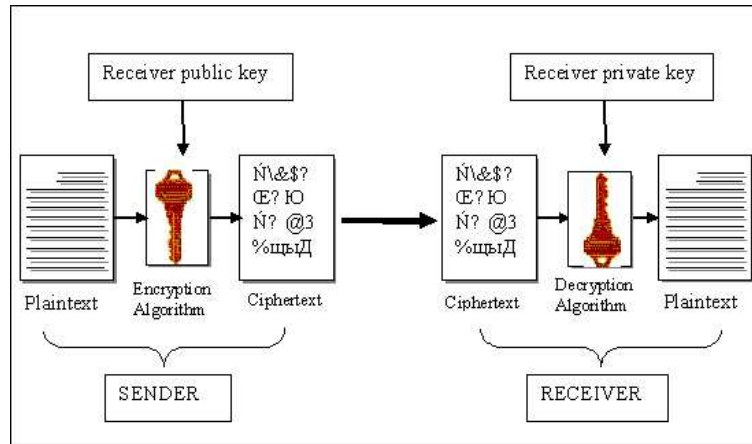 Receiver public key
Receiver private key
Ń\&$?
Œ? Ю
Ń? @3
%щыД
Ń\&$?
Œ? Ю
Ń? @3
%щыД
Plaintext
Encryption
Algorithm
Ciphertext
Ciphertext
Decryption
Algorithm
Plaintext
SENDER
RECEIVER